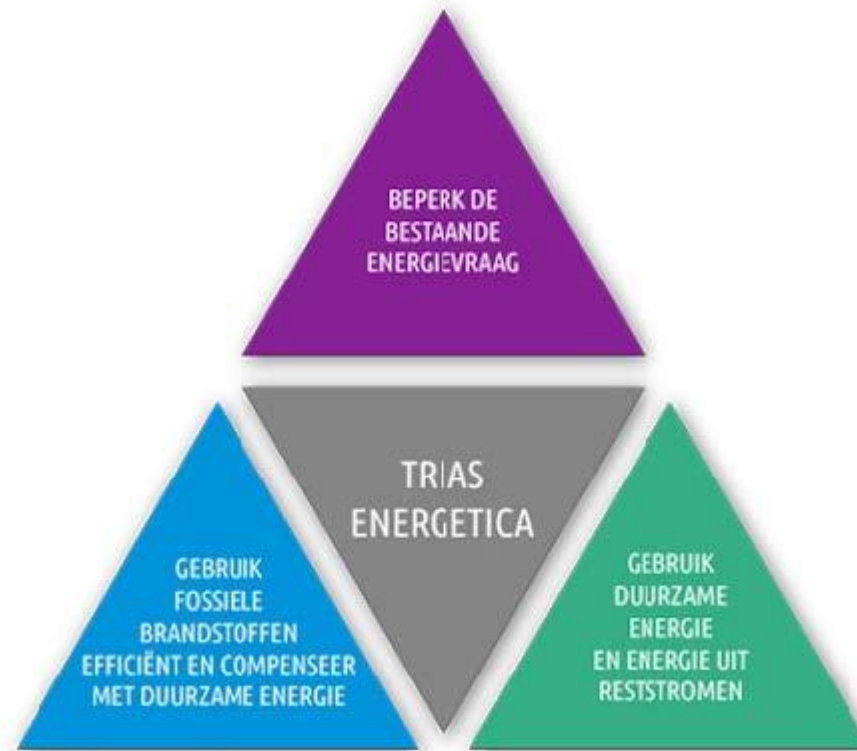 BEPERK DE
BESTAANDE
ENERGIEVRAAG
TRIAS
ENERGETICA
GEBRUIK
FOSSIELE
BRANDSTOFFEN
EFFICIËNT EN COMPENSEER
MET DUURZAME ENERGIE
GEBRUIK
DUURZAME
ENERGIE
EN ENERGIE UIT
RESTSTROMEN